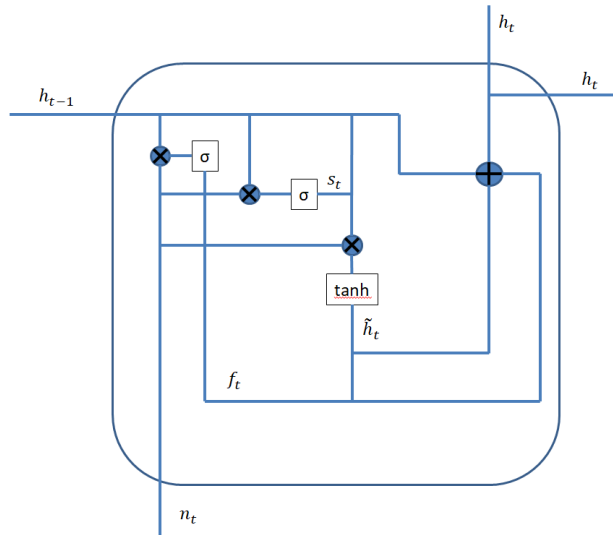 h_t
h_t
h_{t−1}
σ
σ
s_t
tanh
h̃_t
f_t
n_t